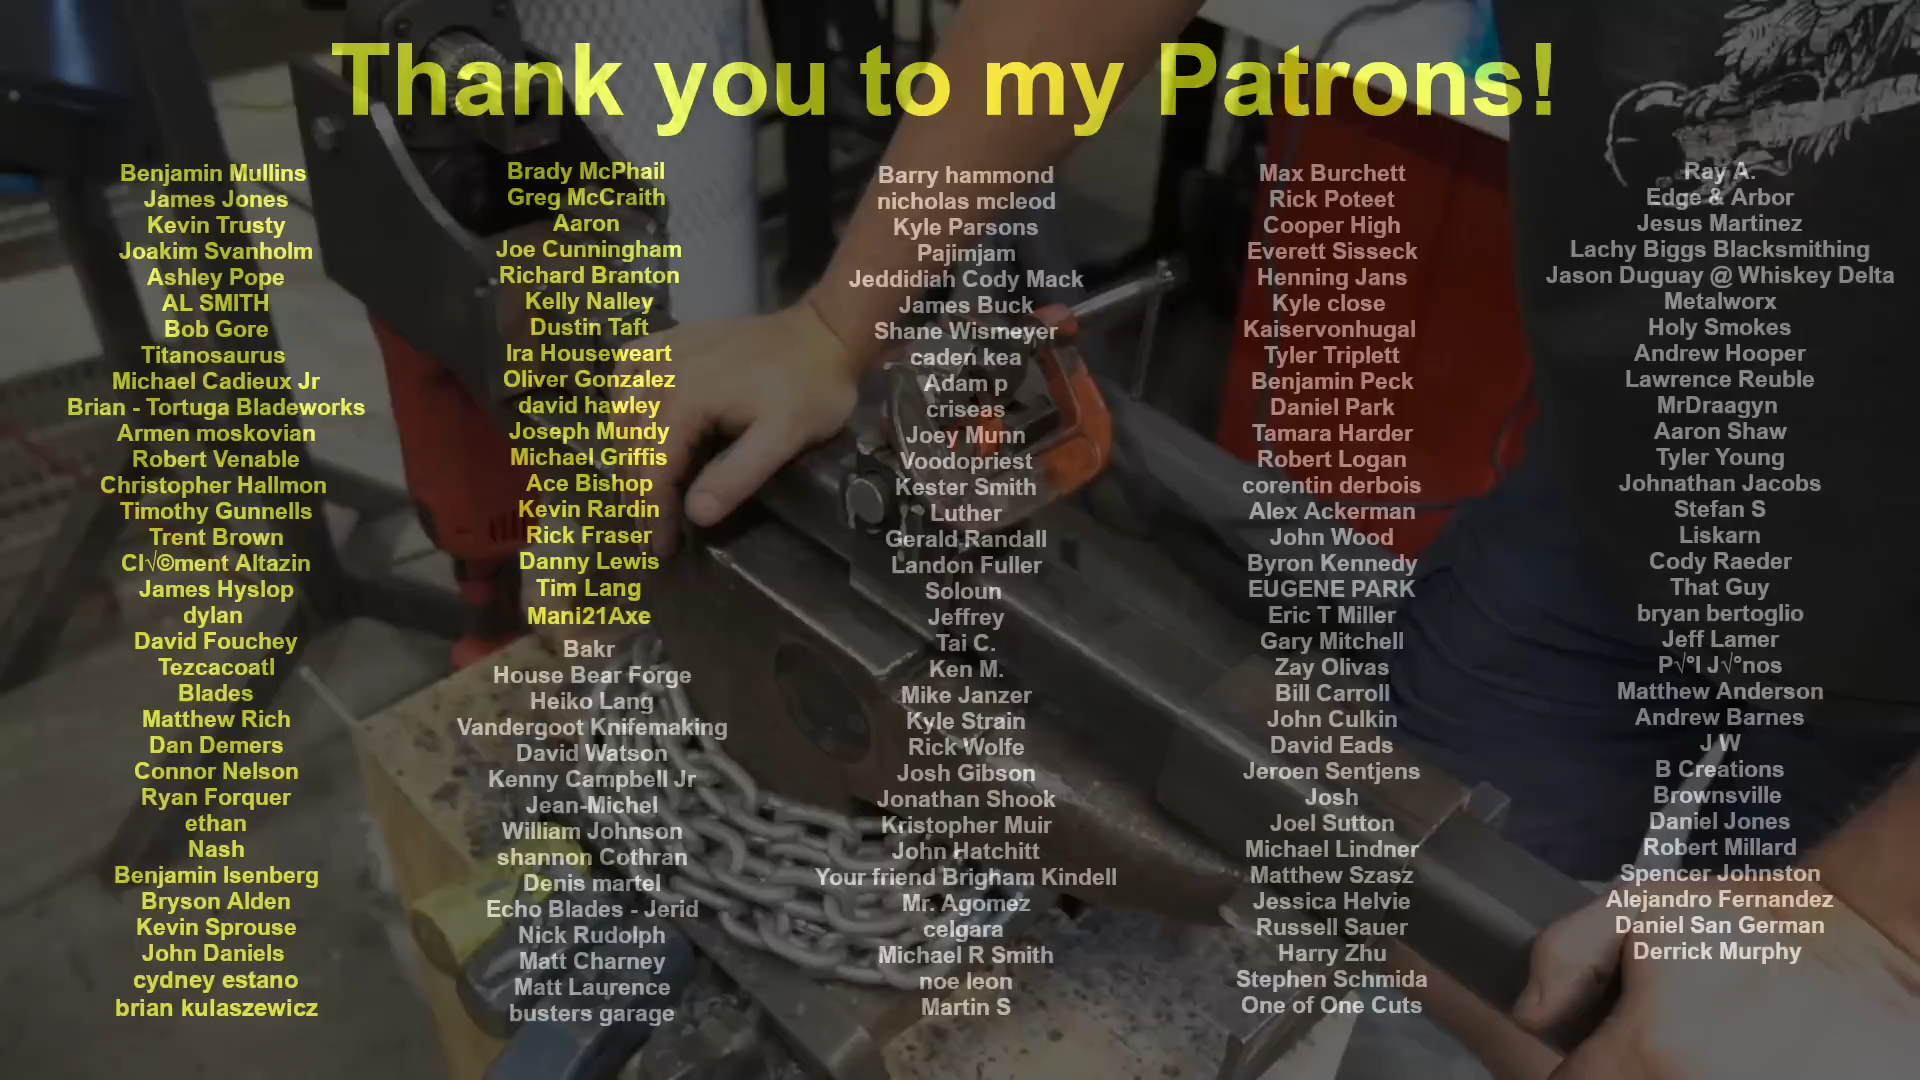 Thank you to my Patrons!
Benjamin Mullins
James Jones
Kevin Trusty
Joakim Svanholm
Ashley Pope
AL SMITH
Bob Gore
Titanosaurus
Michael Cadieux Jr
Brian - Tortuga Bladeworks
Armen moskovian
Robert Venable
Christopher Hallmon
Timothy Gunnells
Trent Brown
Cl√©ment Altazin
James Hyslop
dylan
David Fouchey
Tezcacoatl
Blades
Matthew Rich
Dan Demers
Connor Nelson
Ryan Forquer
ethan
Nash
Benjamin Isenberg
Bryson Alden
Kevin Sprouse
John Daniels
cydney estano
brian kulaszewicz
Brady McPhail
Greg McCraith
Aaron
Joe Cunningham
Richard Branton
Kelly Nalley
Dustin Taft
Ira Houseweart
Oliver Gonzalez
david hawley
Joseph Mundy
Michael Griffis
Ace Bishop
Kevin Rardin
Rick Fraser
Danny Lewis
Tim Lang
Mani21Axe
Bakr
House Bear Forge
Heiko Lang
Vandergoot Knifemaking
David Watson
Kenny Campbell Jr
Jean-Michel
William Johnson
shannon Cothran
Denis martel
Echo Blades - Jerid
Nick Rudolph
Matt Charney
Matt Laurence
busters garage
Barry hammond
nicholas mcleod
Kyle Parsons
Pajimjam
Jeddidiah Cody Mack
James Buck
Shane Wismeyer
caden kea
Adam p
criseas
Joey Munn
Voodopriest
Kester Smith
Luther
Gerald Randall
Landon Fuller
Soloun
Jeffrey
Tai C.
Ken M.
Mike Janzer
Kyle Strain
Rick Wolfe
Josh Gibson
Jonathan Shook
Kristopher Muir
John Hatchitt
Your friend Brigham Kindell
Mr. Agomez
celgara
Michael R Smith
noe leon
Martin S
Max Burchett
Rick Poteet
Cooper High
Everett Sisseck
Henning Jans
Kyle close
Kaiservonhugal
Tyler Triplett
Benjamin Peck
Daniel Park
Tamara Harder
Robert Logan
corentin derbois
Alex Ackerman
John Wood
Byron Kennedy
EUGENE PARK
Eric T Miller
Gary Mitchell
Zay Olivas
Bill Carroll
John Culkin
David Eads
Jeroen Sentjens
Josh
Joel Sutton
Michael Lindner
Matthew Szasz
Jessica Helvie
Russell Sauer
Harry Zhu
Stephen Schmida
One of One Cuts
Ray A.
Edge & Arbor
Jesus Martinez
Lachy Biggs Blacksmithing
Jason Duguay @ Whiskey Delta
Metalworx
Holy Smokes
Andrew Hooper
Lawrence Reuble
MrDraagyn
Aaron Shaw
Tyler Young
Johnathan Jacobs
Stefan S
Liskarn
Cody Raeder
That Guy
bryan bertoglio
Jeff Lamer
P√°l J√°nos
Matthew Anderson
Andrew Barnes
J W
B Creations
Brownsville
Daniel Jones
Robert Millard
Spencer Johnston
Alejandro Fernandez
Daniel San German
Derrick Murphy